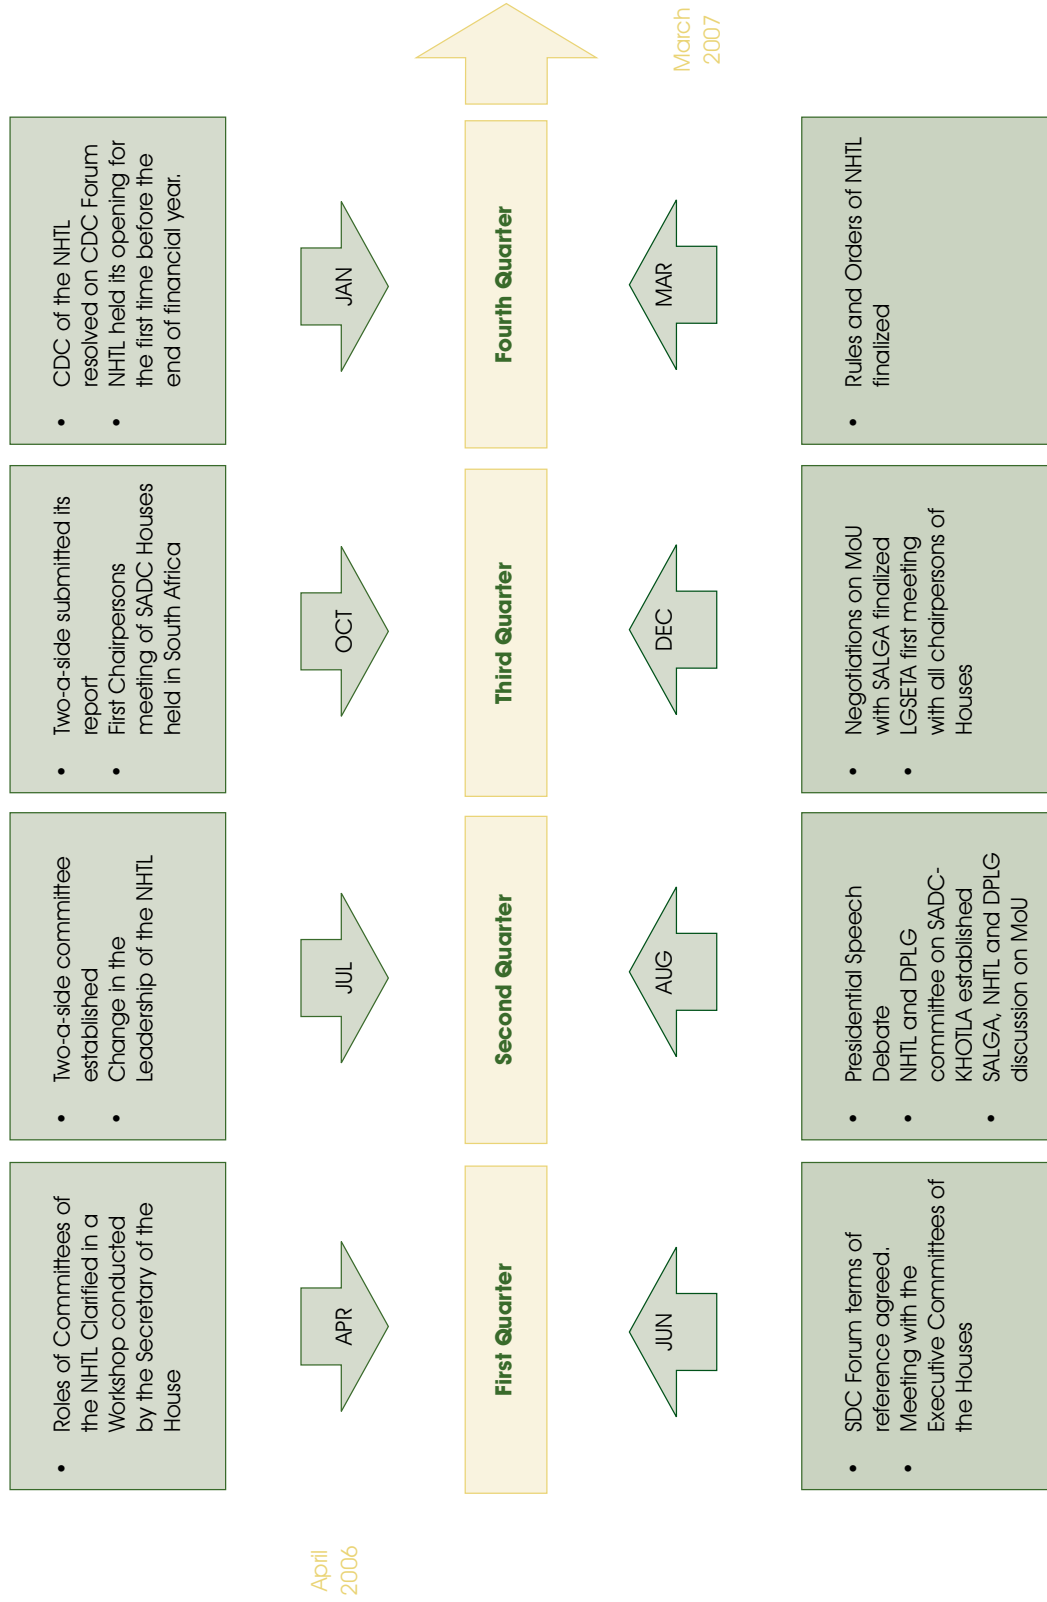 Roles of Committees of
the NHTL Clarified in a
Workshop conducted
by the Secretary of the
House
Two-a-side committee
established
Change in the
Leadership of the NHTL
Two-a-side submitted its
report
First Chairpersons
meeting of SADC Houses
held in South Africa
CDC of the NHTL
resolved on CDC Forum
NHTL held its opening for
the first time before the
end of financial year.
April
2006
APR
JUL
OCT
JAN
First Quarter
Second Quarter
Third Quarter
Fourth Quarter
JUN
AUG
DEC
MAR
March
2007
SDC Forum terms of
reference agreed.
Meeting with the
Executive Committees of
the Houses
Presidential Speech
Debate
NHTL and DPLG
committee on SADC-
KHOTLA established
SALGA, NHTL and DPLG
discussion on MoU
Negotiations on MoU
with SALGA finalized
LGSETA first meeting
with all chairpersons of
Houses
Rules and Orders of NHTL
finalized